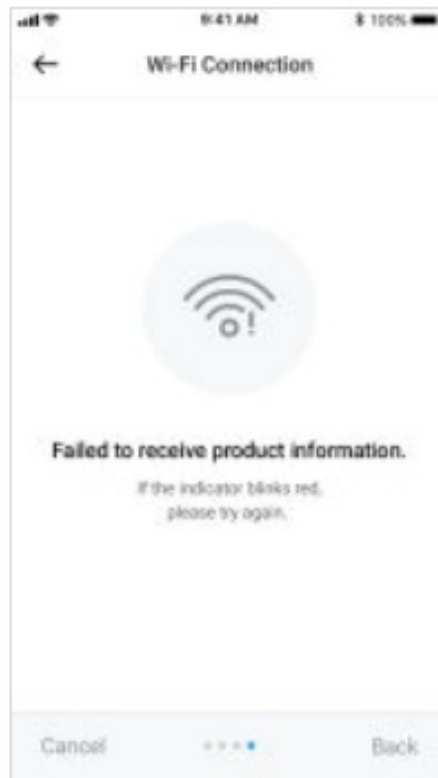 9:41 AM 100%
Wi-Fi Connection
Failed to receive product information.
If the indicator blinks red,
please try again.
Cancel Back